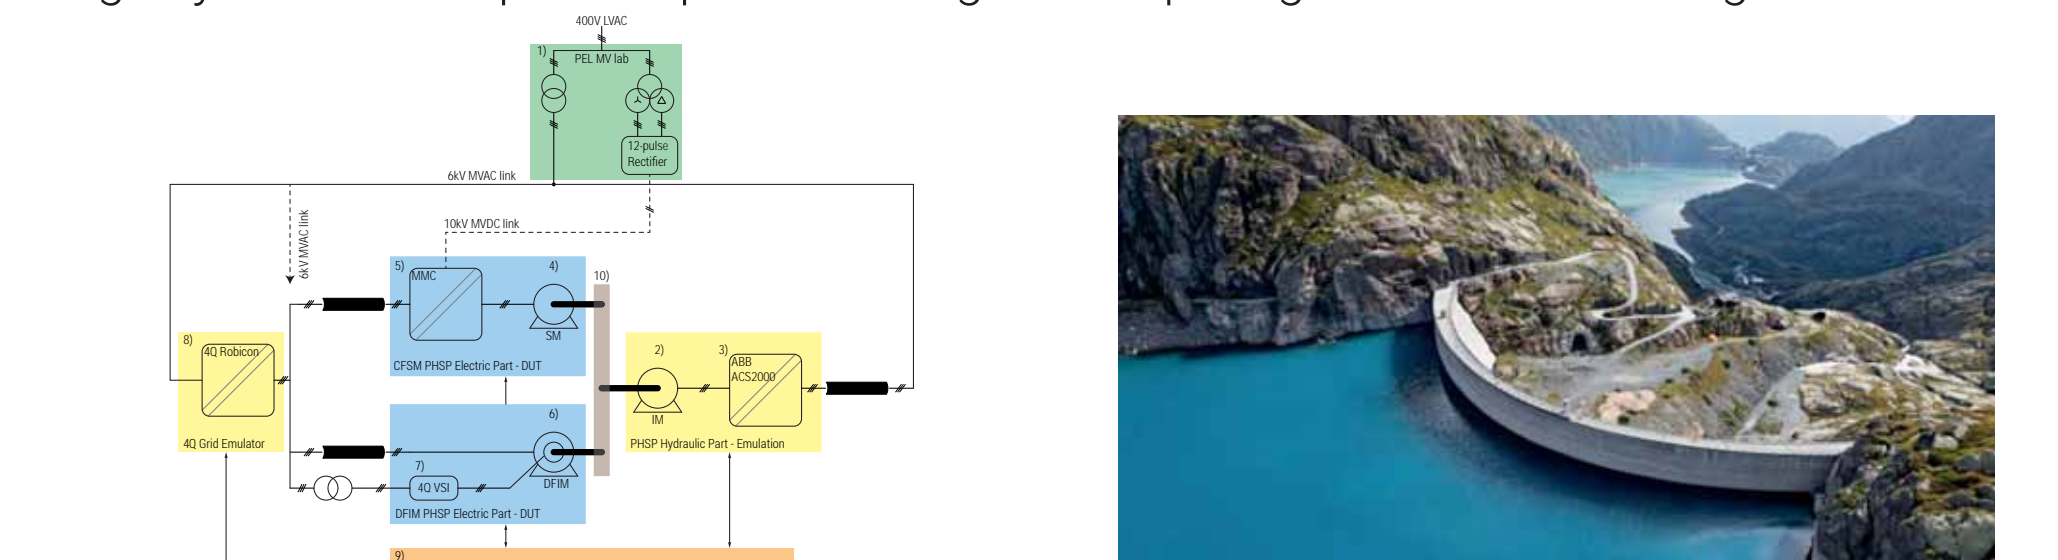 400V LVAC
1)
PEL MV lab
12-pulse
Rectifier
6kV MVAC link
6kV MVAC link
10kV MVDC link
5)
MMC
4)
SM
CFSM PHSP Electric Part - DUT
10)
8)
4Q Robicon
4Q Grid Emulator
2)
IM
3)
ABB
ACS2000
PHSP Hydraulic Part - Emulation
6)
DFIM
7)
4Q VSI
DFIM PHSP Electric Part - DUT
9)